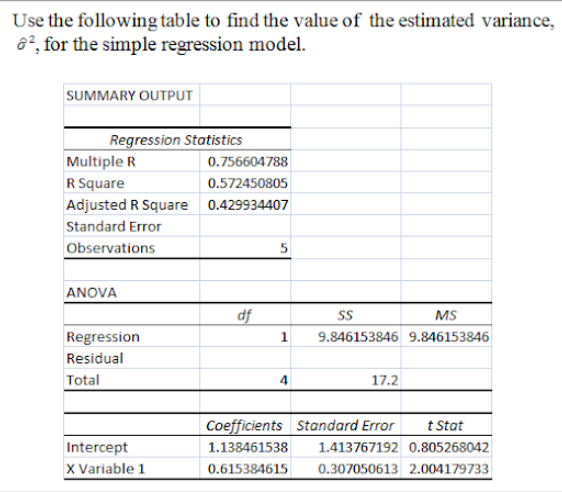 Use the following table to find the value of the estimated variance,
σ̂², for the simple regression model.
SUMMARY OUTPUT
Regression Statistics
Multiple R 0.756604788
R Square 0.572450805
Adjusted R Square 0.429934407
Standard Error
Observations 5
ANOVA
df SS MS
Regression 1 9.846153846 9.846153846
Residual
Total 4 17.2
Coefficients Standard Error t Stat
Intercept 1.138461538 1.413767192 0.805268042
X Variable 1 0.615384615 0.307050613 2.004179733